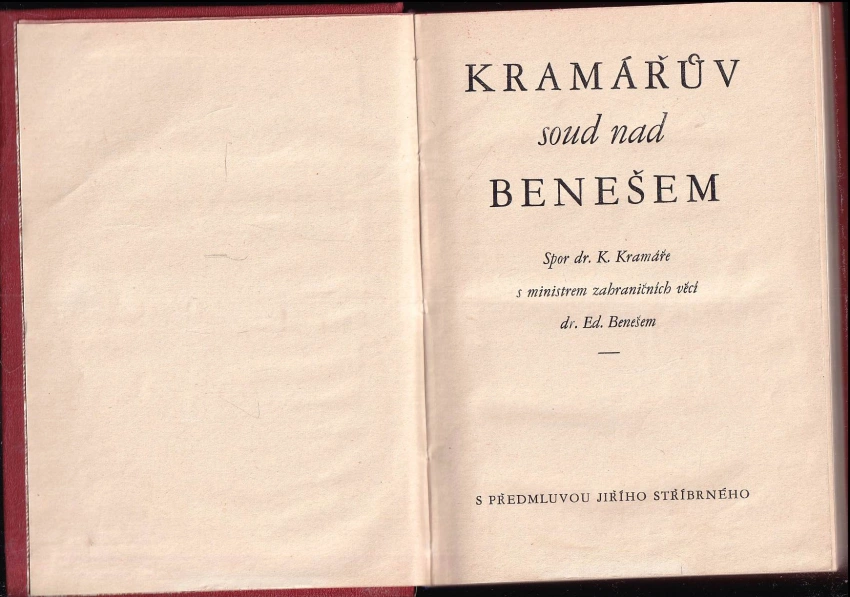 KRAMÁŘŮV
soud nad
BENEŠEM
Spor dr. K. Kramáře
s ministrem zahraničních věcí
dr. Ed. Benešem
S PŘEDMLUVOU JIŘÍHO STŘÍBRNÉHO